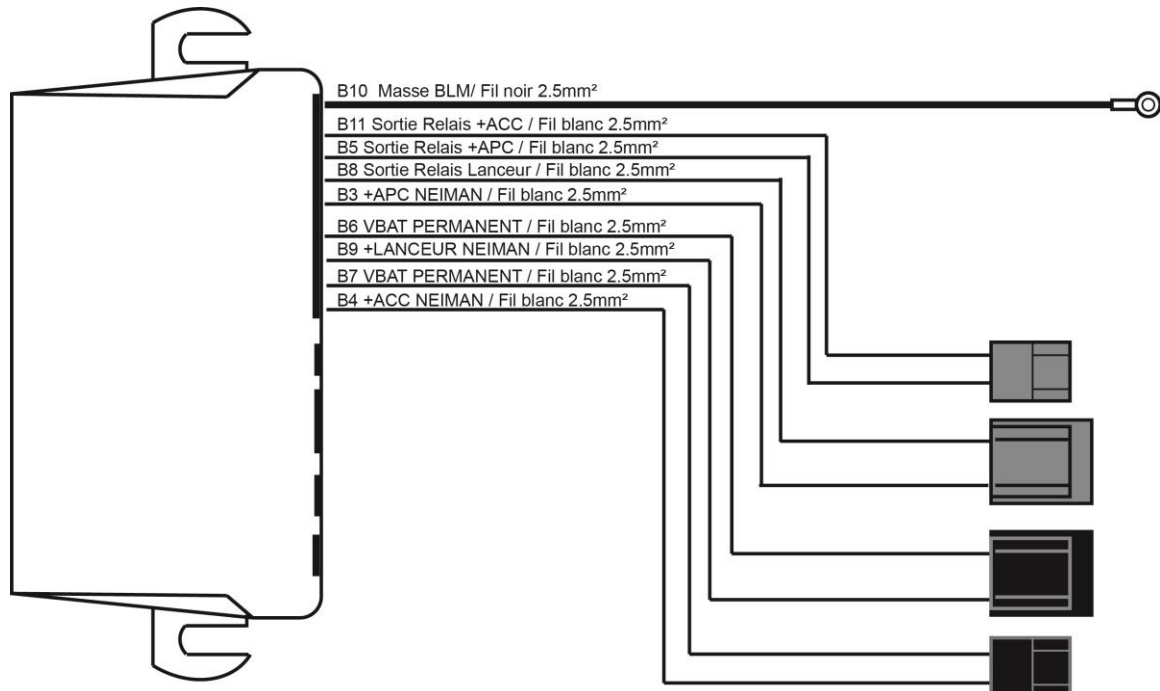 B10 Masse BLM/ Fil noir 2.5mm²
B11 Sortie Relais +ACC / Fil blanc 2.5mm²
B5 Sortie Relais +APC / Fil blanc 2.5mm²
B8 Sortie Relais Lanceur / Fil blanc 2.5mm²
B3 +APC NEIMAN / Fil blanc 2.5mm²
B6 VBAT PERMANENT / Fil blanc 2.5mm²
B9 +LANCEUR NEIMAN / Fil blanc 2.5mm²
B7 VBAT PERMANENT / Fil blanc 2.5mm²
B4 +ACC NEIMAN / Fil blanc 2.5mm²